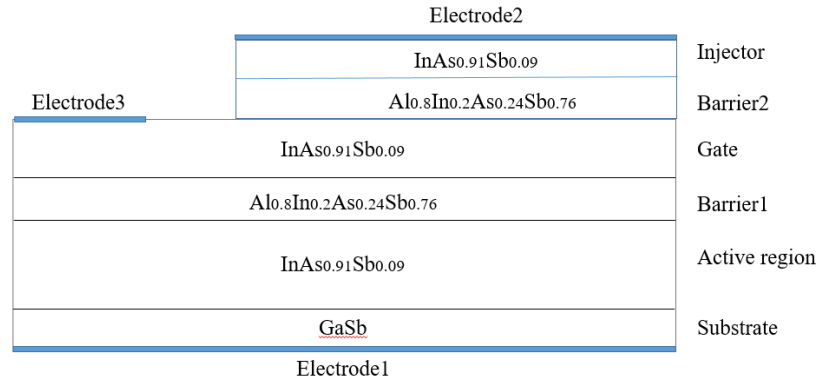 Electrode2
InAs0.91Sb0.09 Injector
Electrode3 Al0.8In0.2As0.24Sb0.76 Barrier2
InAs0.91Sb0.09 Gate
Al0.8In0.2As0.24Sb0.76 Barrier1
InAs0.91Sb0.09 Active region
GaSb Substrate
Electrode1